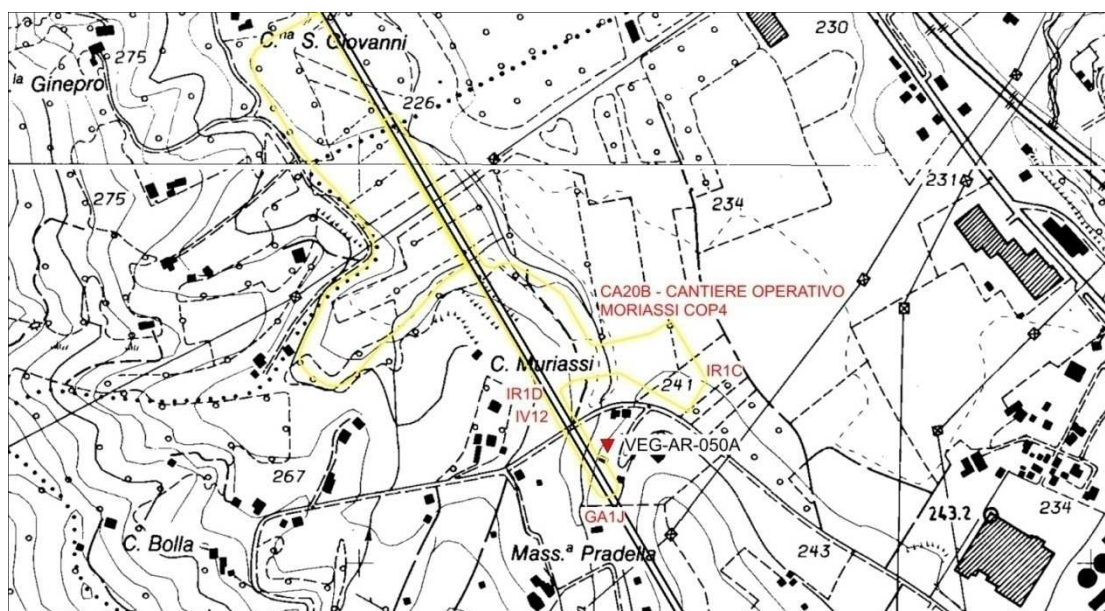 C.na S. Giovanni
230
275
la Ginepro
226
275
231
234
CA20B - CANTIERE OPERATIVO
MORIASSI COP4
C. Muriassi
IR1C
241
IR1D
IV12
VEG-AR-050A
267
GA1J
243.2
234
C. Bolla
Mass.a Pradella
243